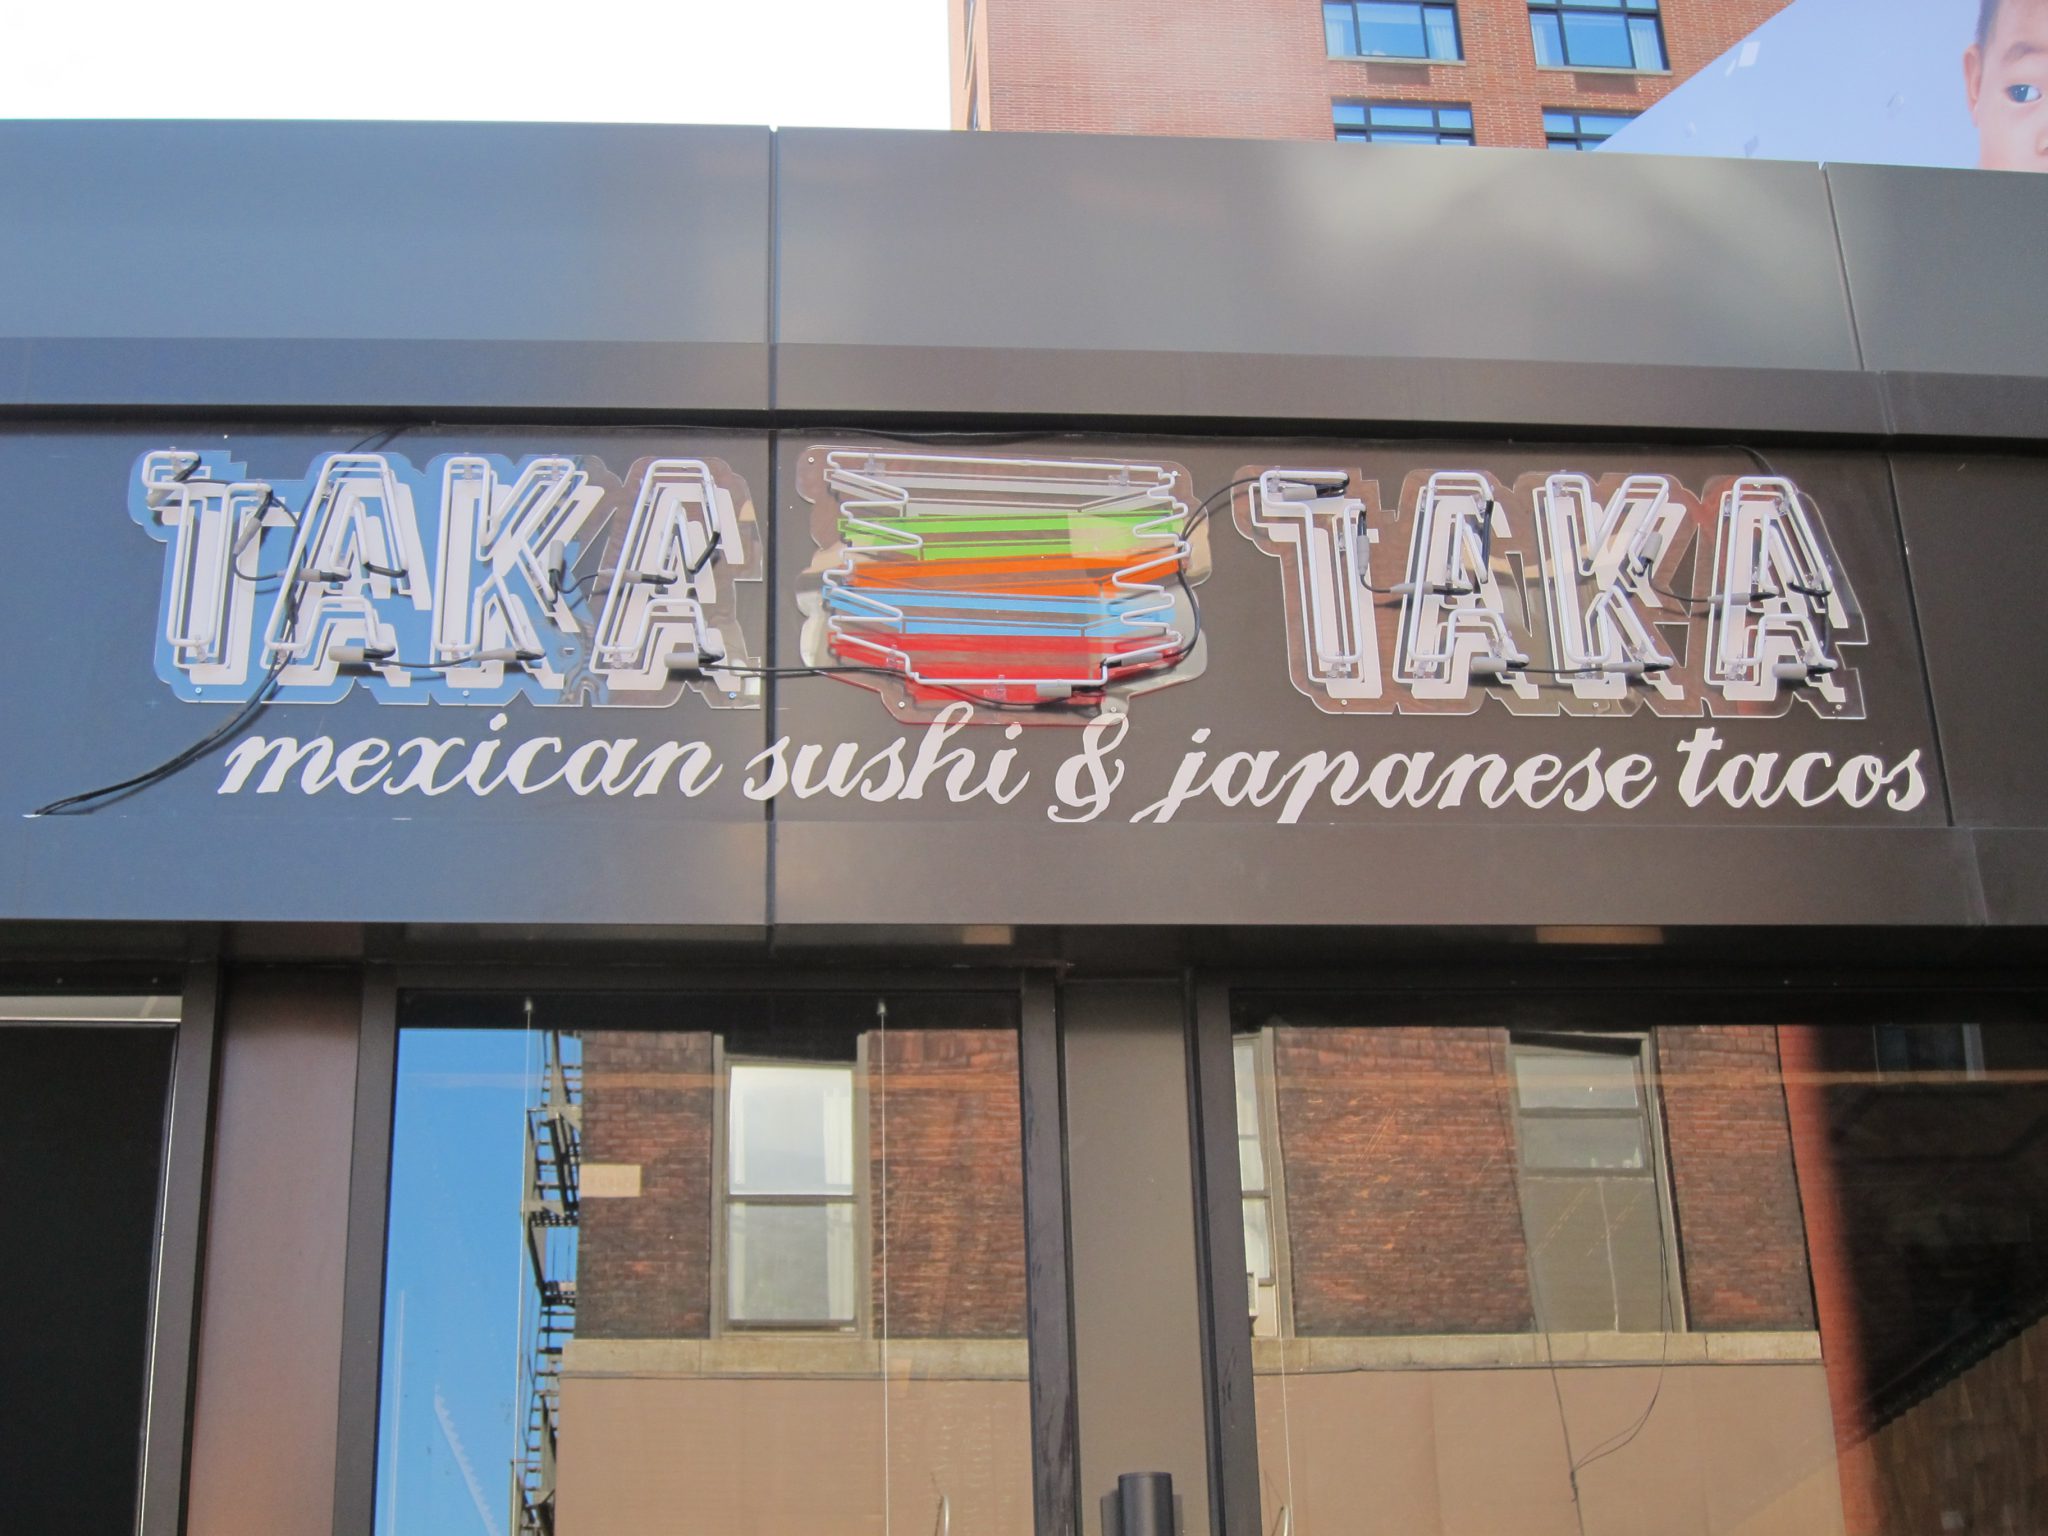 TAKA TAKA
mexican sushi & japanese tacos